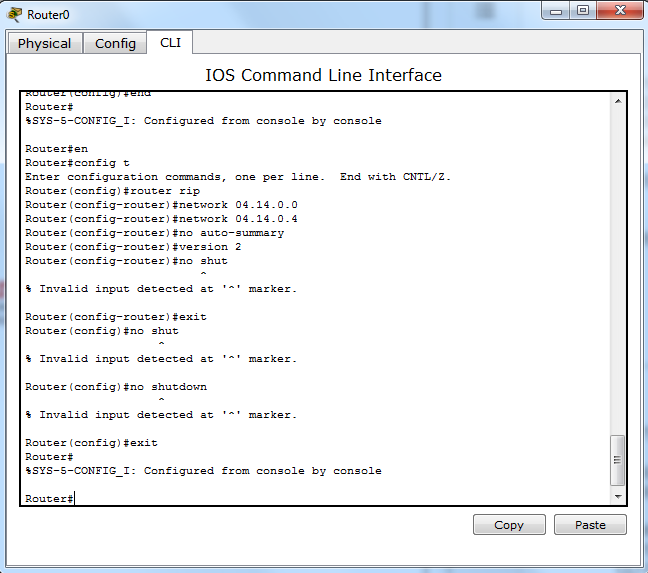 Router0
Physical Config CLI
IOS Command Line Interface
Router(config)#end
Router#
%SYS-5-CONFIG_I: Configured from console by console
Router#en
Router#config t
Enter configuration commands, one per line.  End with CNTL/Z.
Router(config)#router rip
Router(config-router)#network 04.14.0.0
Router(config-router)#network 04.14.0.4
Router(config-router)#no auto-summary
Router(config-router)#version 2
Router(config-router)#no shut
^
% Invalid input detected at '^' marker.
Router(config-router)#exit
Router(config)#no shut
^
% Invalid input detected at '^' marker.
Router(config)#no shutdown
^
% Invalid input detected at '^' marker.
Router(config)#exit
Router#
%SYS-5-CONFIG_I: Configured from console by console
Router#
Copy Paste